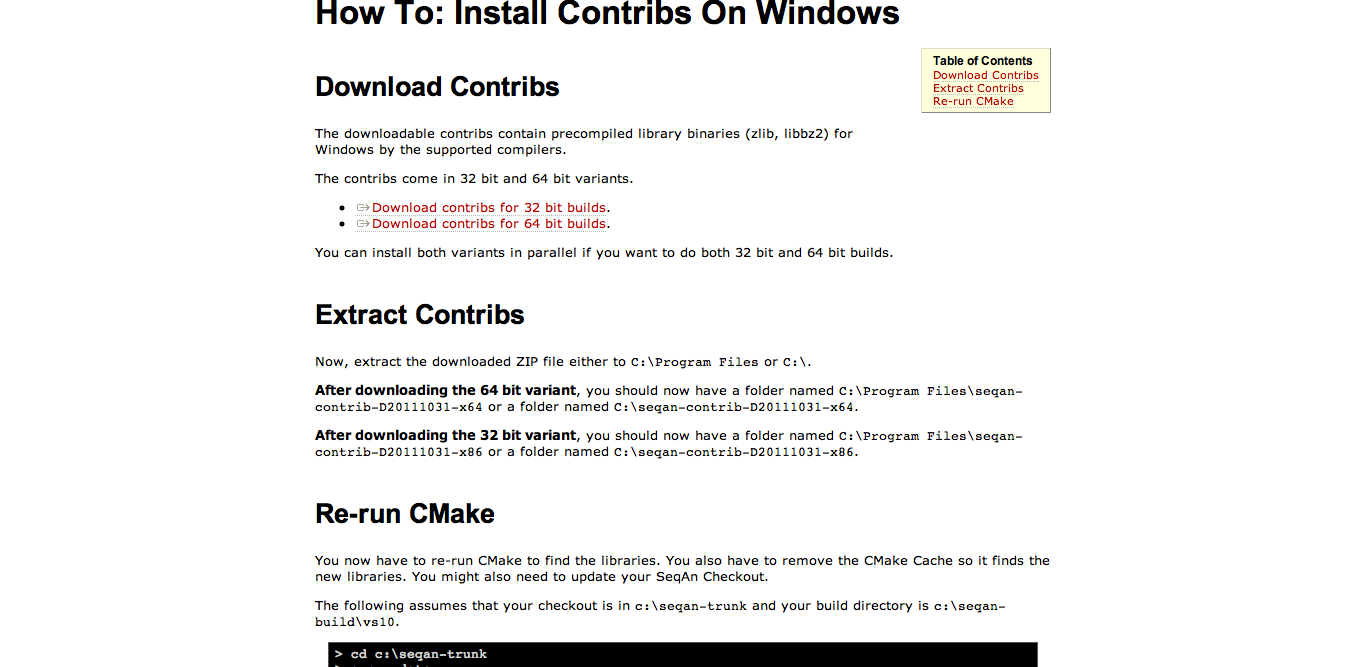 How To: Install Contribs On Windows
Table of Contents
Download Contribs
Extract Contribs
Re-run CMake
Download Contribs
The downloadable contribs contain precompiled library binaries (zlib, libbz2) for
Windows by the supported compilers.
The contribs come in 32 bit and 64 bit variants.
Download contribs for 32 bit builds.
Download contribs for 64 bit builds.
You can install both variants in parallel if you want to do both 32 bit and 64 bit builds.
Extract Contribs
Now, extract the downloaded ZIP file either to C:\Program Files or C:\.
After downloading the 64 bit variant, you should now have a folder named C:\Program Files\seqan-
contrib-D20111031-x64 or a folder named C:\seqan-contrib-D20111031-x64.
After downloading the 32 bit variant, you should now have a folder named C:\Program Files\seqan-
contrib-D20111031-x86 or a folder named C:\seqan-contrib-D20111031-x86.
Re-run CMake
You now have to re-run CMake to find the libraries. You also have to remove the CMake Cache so it finds the
new libraries. You might also need to update your SeqAn Checkout.
The following assumes that your checkout is in c:\seqan-trunk and your build directory is c:\seqan-
build\vs10.
> cd c:\seqan-trunk